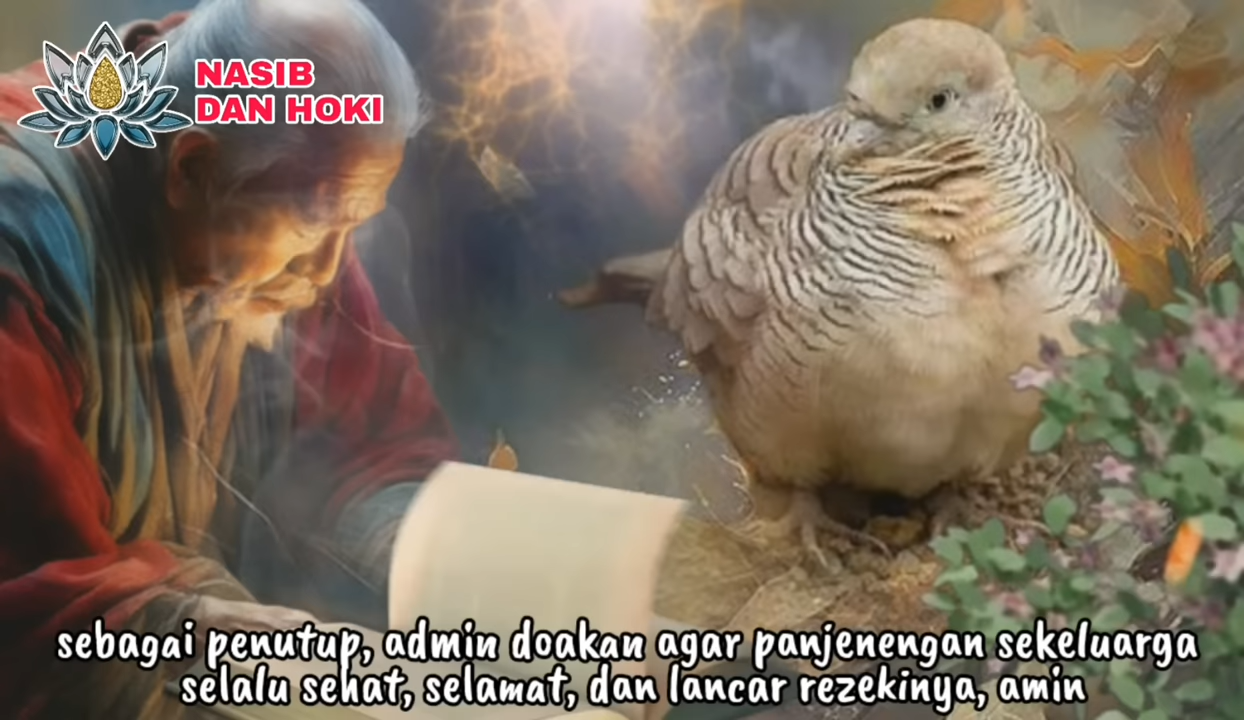 NASIB
DAN HOKI
sebagai penutup, admin doakan agar panjenengan sekeluarga
selalu sehat, selamat, dan lancar rezekinya, amin